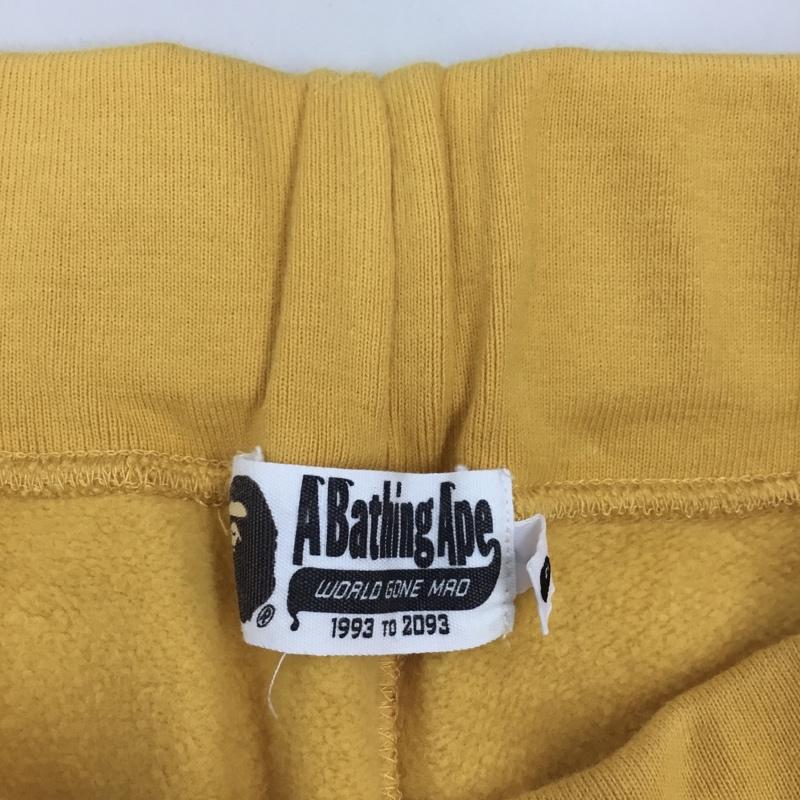 A Bathing Ape
WORLD GONE MAD
1993 TO 2093
®